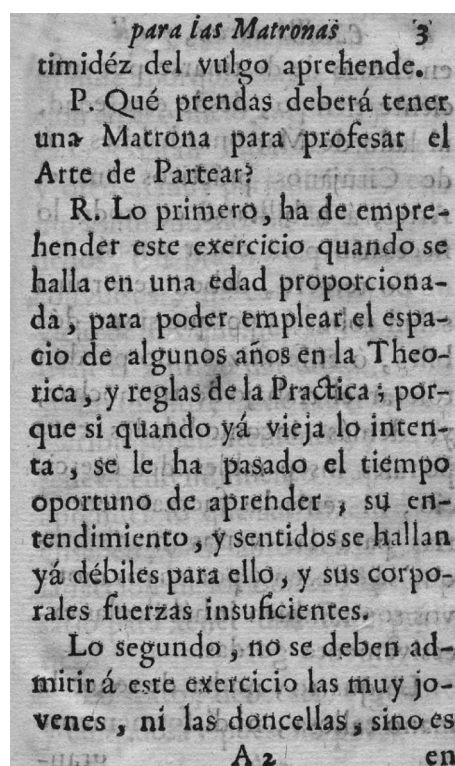 para las Matronas 3
timidéz del vulgo aprehende.
P. Qué prendas deberá tener
una Matrona para profesar el
Arte de Partear?
R. Lo primero, ha de empre-
hender este exercicio quando se
halla en una edad proporciona-
da, para poder emplear el espa-
cio de algunos años en la Theo-
rica, y reglas de la Practica; por-
que si quando yá vieja lo inten-
ta, se le ha pasado el tiempo
oportuno de aprender, su en-
tendimiento, y sentidos se hallan
yá débiles para ello, y sus corpo-
rales fuerzas insuficientes.
Lo segundo, no se deben ad-
mitir á este exercicio las muy jo-
venes, ni las doncellas, sino es
A 2 en